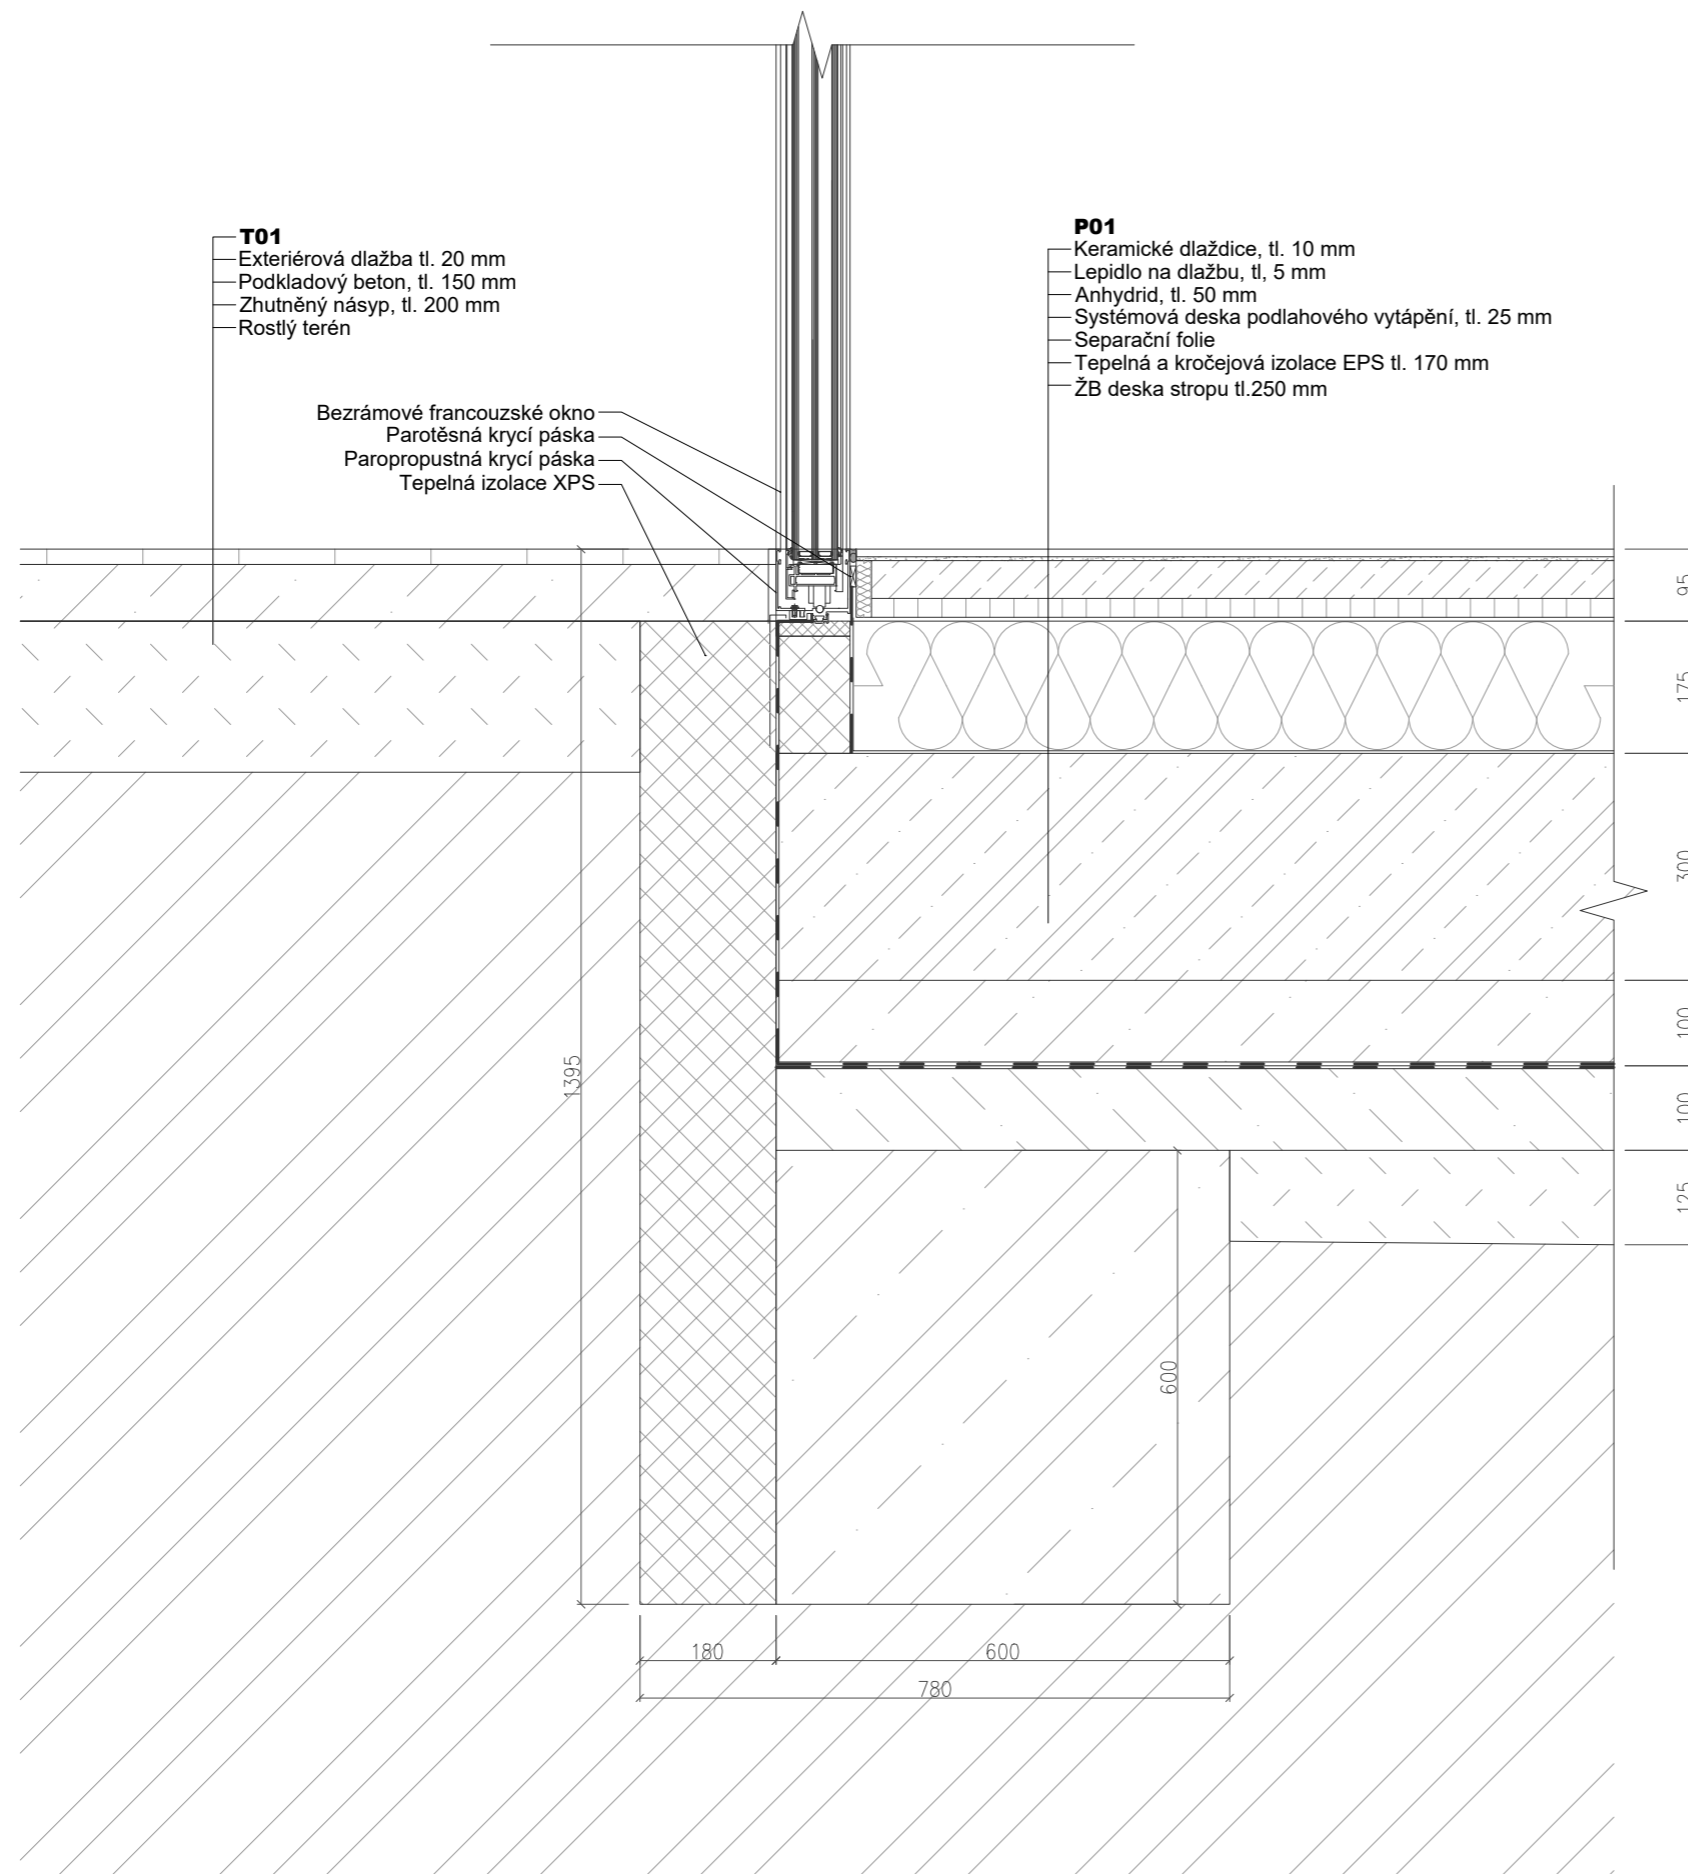 T01
Exteriérová dlažba tl. 20 mm
Podkladový beton, tl. 150 mm
Zhutněný násyp, tl. 200 mm
Rostlý terén
P01
Keramické dlaždice, tl. 10 mm
Lepidlo na dlažbu, tl, 5 mm
Anhydrid, tl. 50 mm
Systémová deska podlahového vytápění, tl. 25 mm
Separační folie
Tepelná a kročejová izolace EPS tl. 170 mm
ŽB deska stropu tl.250 mm
Bezrámové francouzské okno
Parotěsná krycí páska
Paropropustná krycí páska
Tepelná izolace XPS
95
175
300
100
100
125
1395
600
180
600
780